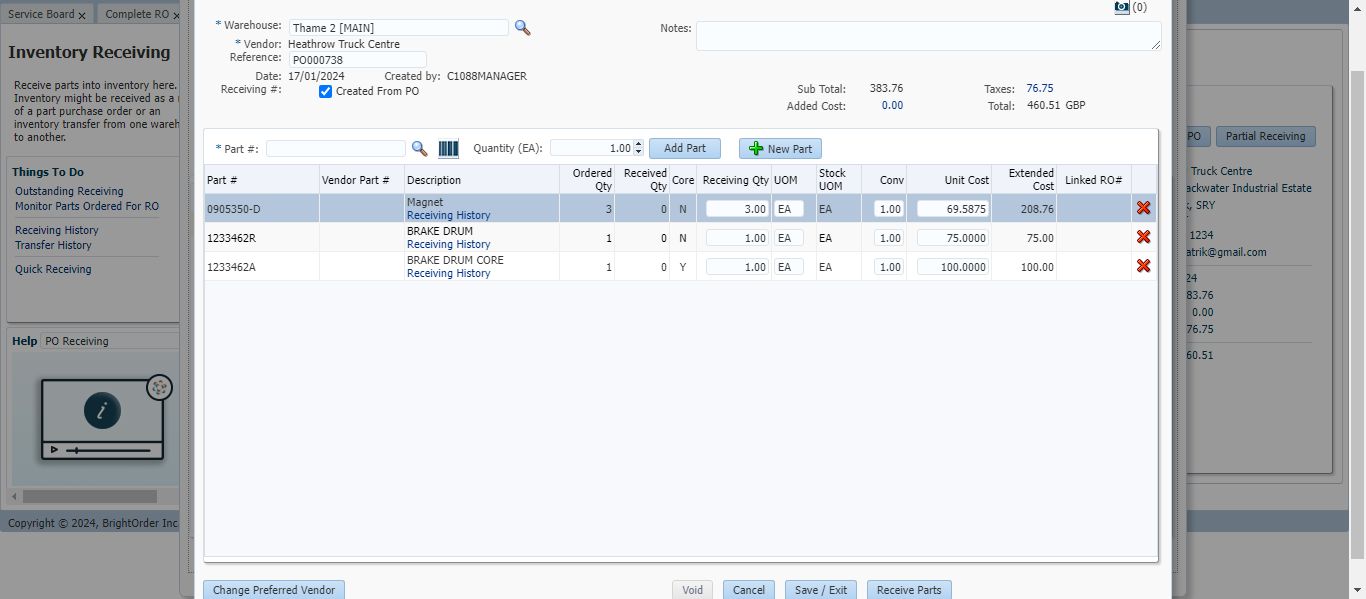 Service Board x Complete RO x
Inventory Receiving
Receive parts into inventory here.
Inventory might be received as a
of a part purchase order or an
inventory transfer from one
to another.
Things To Do
Outstanding Receiving
Monitor Parts Ordered For RO
Receiving History
Transfer History
Quick Receiving
Help PO Receiving
Copyright © 2024, BrightOrder Inc.
(0)
* Warehouse: Thame 2 [MAIN]
* Vendor: Heathrow Truck Centre
Reference: PO000738
Date: 17/01/2024 Created by: C1088MANAGER
Receiving #: Created From PO
Notes:
Sub Total: 383.76 Taxes: 76.75
Added Cost: 0.00 Total: 460.51 GBP
* Part #: Quantity (EA): 1.00 Add Part New Part
Part # Vendor Part # Description Ordered Qty Received Qty Core Receiving Qty UOM Stock UOM Conv Unit Cost Extended Cost Linked RO#
0905350-D Magnet 3 0 N 3.00 EA EA 1.00 69.5875 208.76
Receiving History
1233462R BRAKE DRUM 1 0 N 1.00 EA EA 1.00 75.0000 75.00
Receiving History
1233462A BRAKE DRUM CORE 1 0 Y 1.00 EA EA 1.00 100.0000 100.00
Receiving History
Change Preferred Vendor Void Cancel Save / Exit Receive Parts
PO Partial Receiving
Truck Centre
ackwater Industrial Estate
, SRY
1234
atrik@gmail.com
24
83.76
0.00
76.75
60.51